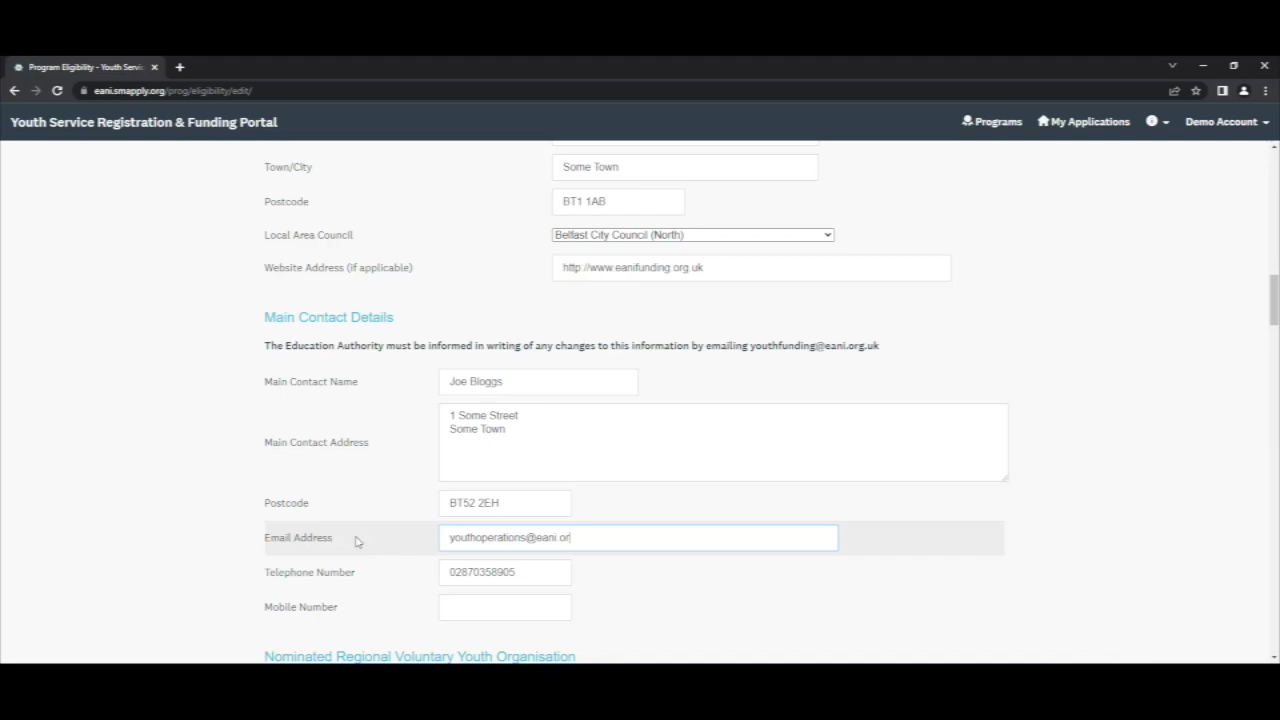 Program Eligibility - Youth Servic
eani.smapply.org/prog/eligibility/edit/
Youth Service Registration & Funding Portal
Programs
My Applications
Demo Account
Town/City
Some Town
Postcode
BT1 1AB
Local Area Council
Belfast City Council (North)
Website Address (if applicable)
http://www.eanifunding.org.uk
Main Contact Details
The Education Authority must be informed in writing of any changes to this information by emailing youthfunding@eani.org.uk
Main Contact Name
Joe Bloggs
Main Contact Address
1 Some Street
Some Town
Postcode
BT52 2EH
Email Address
youthoperations@eani.or
Telephone Number
02870358905
Mobile Number
Nominated Regional Voluntary Youth Organisation